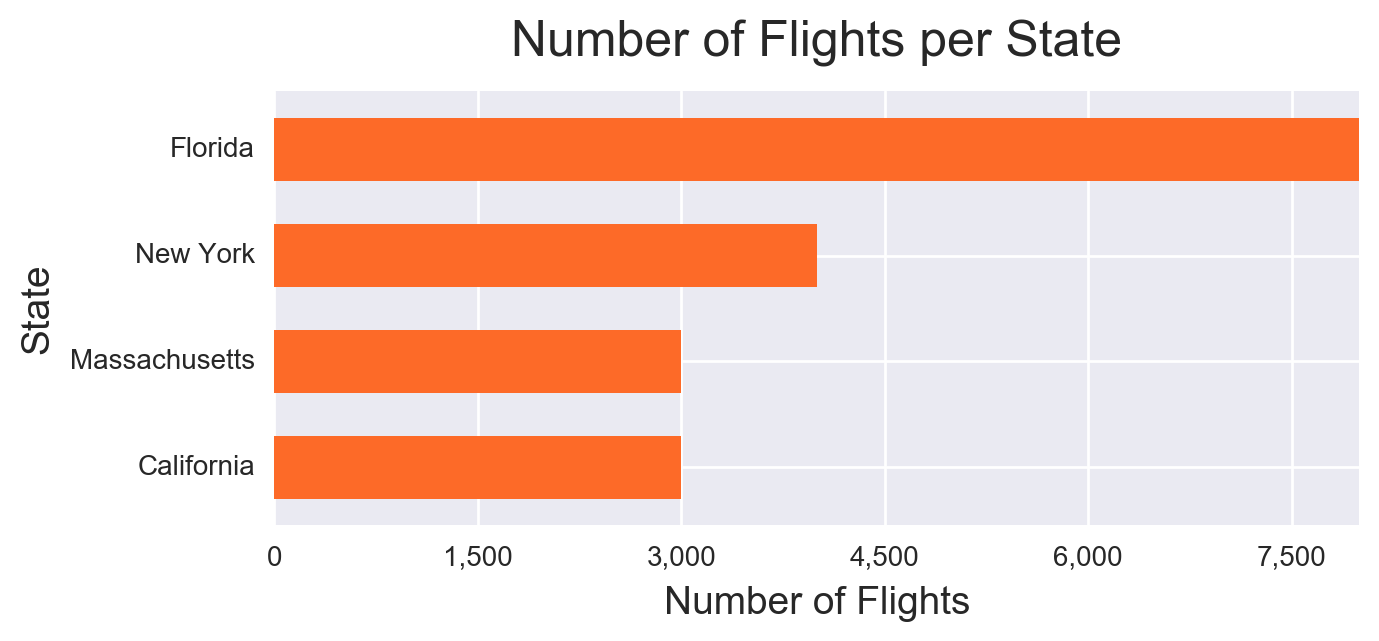 Number of Flights per State
Florida
New York
Massachusetts
California
State
0 1,500 3,000 4,500 6,000 7,500
Number of Flights